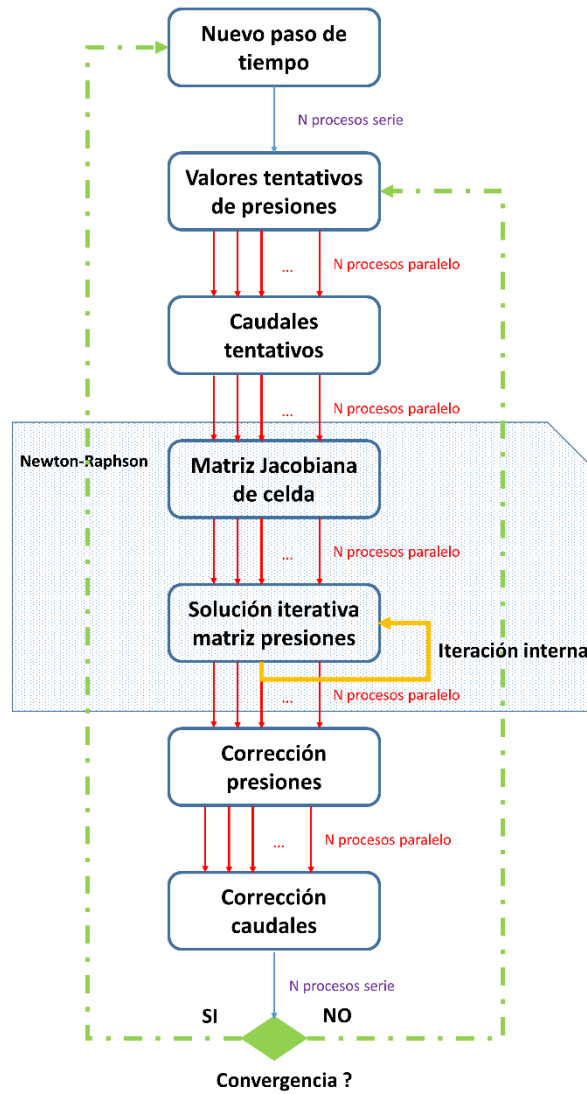 Nuevo paso de
tiempo
N procesos serie
Valores tentativos
de presiones
... N procesos paralelo
Caudales
tentativos
... N procesos paralelo
Newton-Raphson
Matriz Jacobiana
de celda
... N procesos paralelo
Solución iterativa
matriz presiones
Iteración interna
... N procesos paralelo
Corrección
presiones
... N procesos paralelo
Corrección
caudales
N procesos serie
SI NO
Convergencia ?